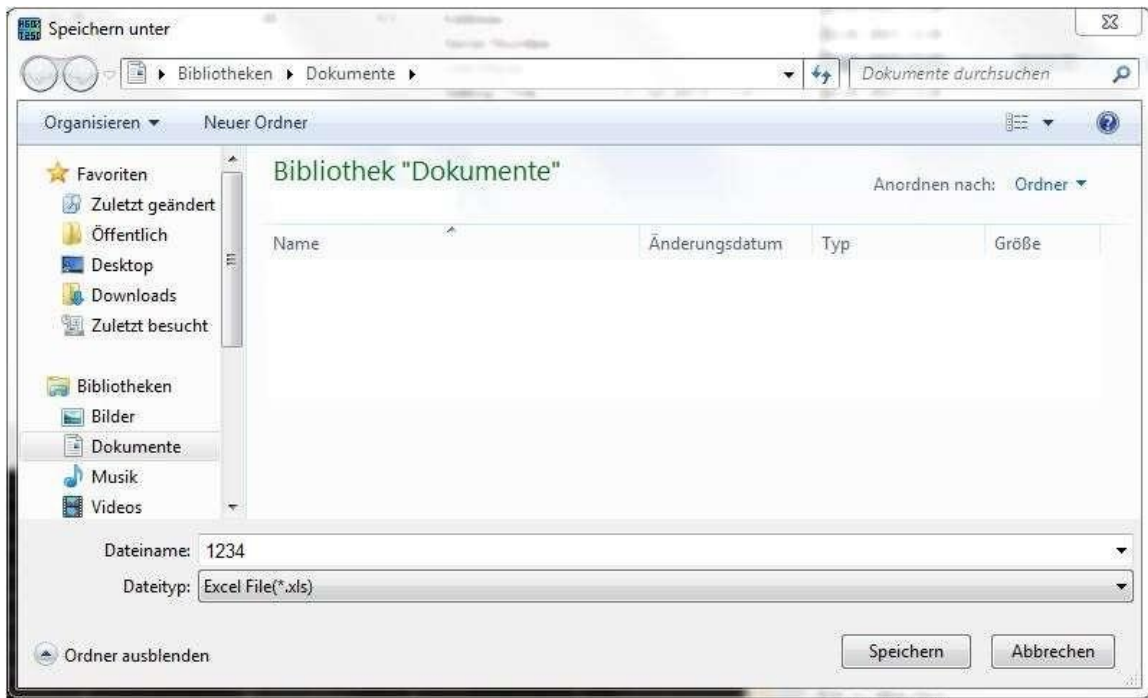 Speichern unter
Bibliotheken Dokumente
Dokumente durchsuchen
Organisieren
Neuer Ordner
Favoriten
Zuletzt geändert
Öffentlich
Desktop
Downloads
Zuletzt besucht
Bibliotheken
Bilder
Dokumente
Musik
Videos
Bibliothek "Dokumente"
Anordnen nach: Ordner
Name Änderungsdatum Typ Größe
Dateiname: 1234
Dateityp: Excel File(*.xls)
Ordner ausblenden
Speichern
Abbrechen